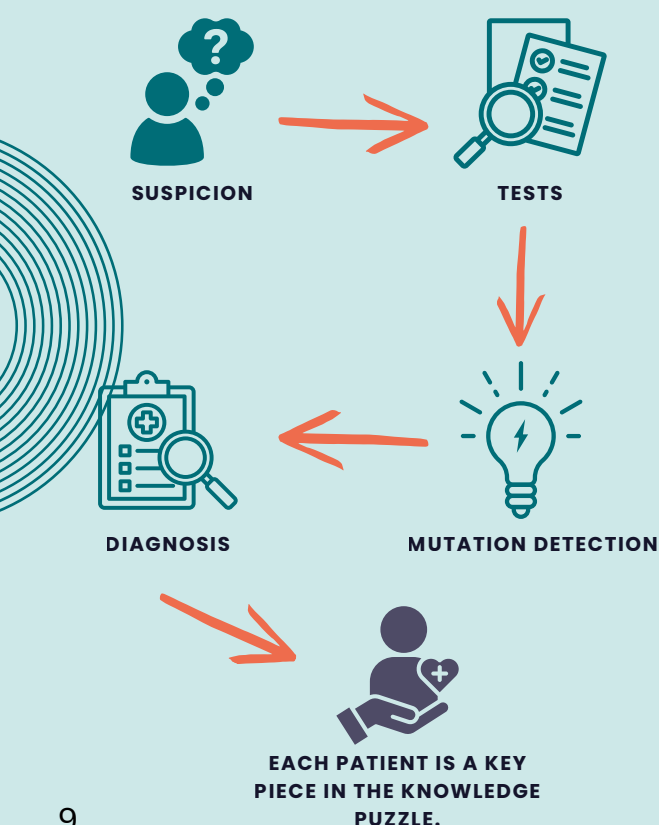 ?
SUSPICION
TESTS
MUTATION DETECTION
DIAGNOSIS
EACH PATIENT IS A KEY
PIECE IN THE KNOWLEDGE
PUZZLE.
9